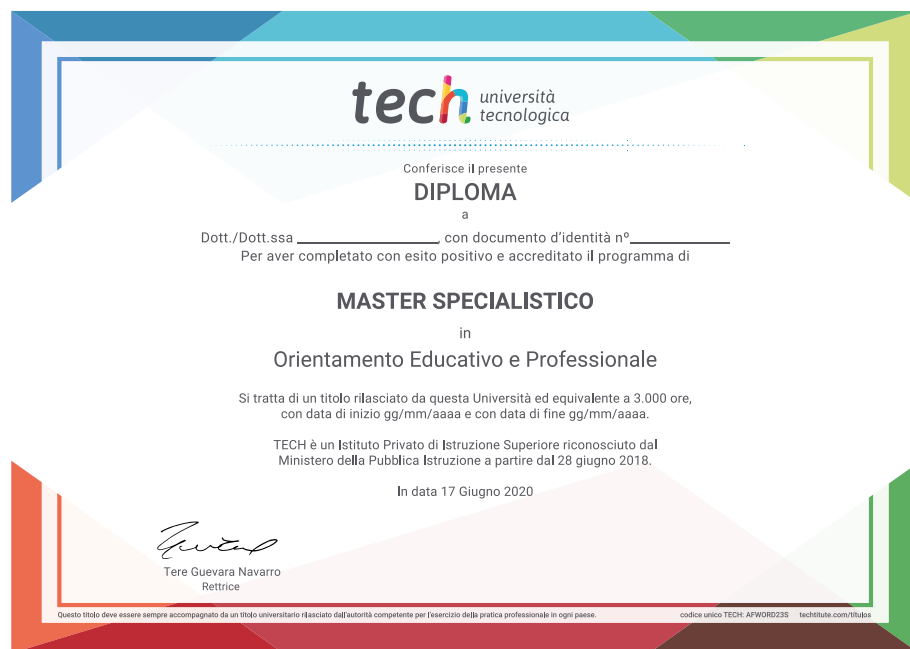 tech università
tecnologica
Conferisce il presente
DIPLOMA
a
Dott./Dott.ssa __________________, con documento d'identità nº____________
Per aver completato con esito positivo e accreditato il programma di
MASTER SPECIALISTICO
in
Orientamento Educativo e Professionale
Si tratta di un titolo rilasciato da questa Università ed equivalente a 3.000 ore,
con data di inizio gg/mm/aaaa e con data di fine gg/mm/aaaa.
TECH è un Istituto Privato di Istruzione Superiore riconosciuto dal
Ministero della Pubblica Istruzione a partire dal 28 giugno 2018.
In data 17 Giugno 2020
Tere Guevara Navarro
Rettrice
Questo titolo deve essere sempre accompagnato da un titolo universitario rilasciato dall'autorità competente per l'esercizio della pratica professionale in ogni paese. codice unico TECH: AFWORD23S techtitute.com/titulos